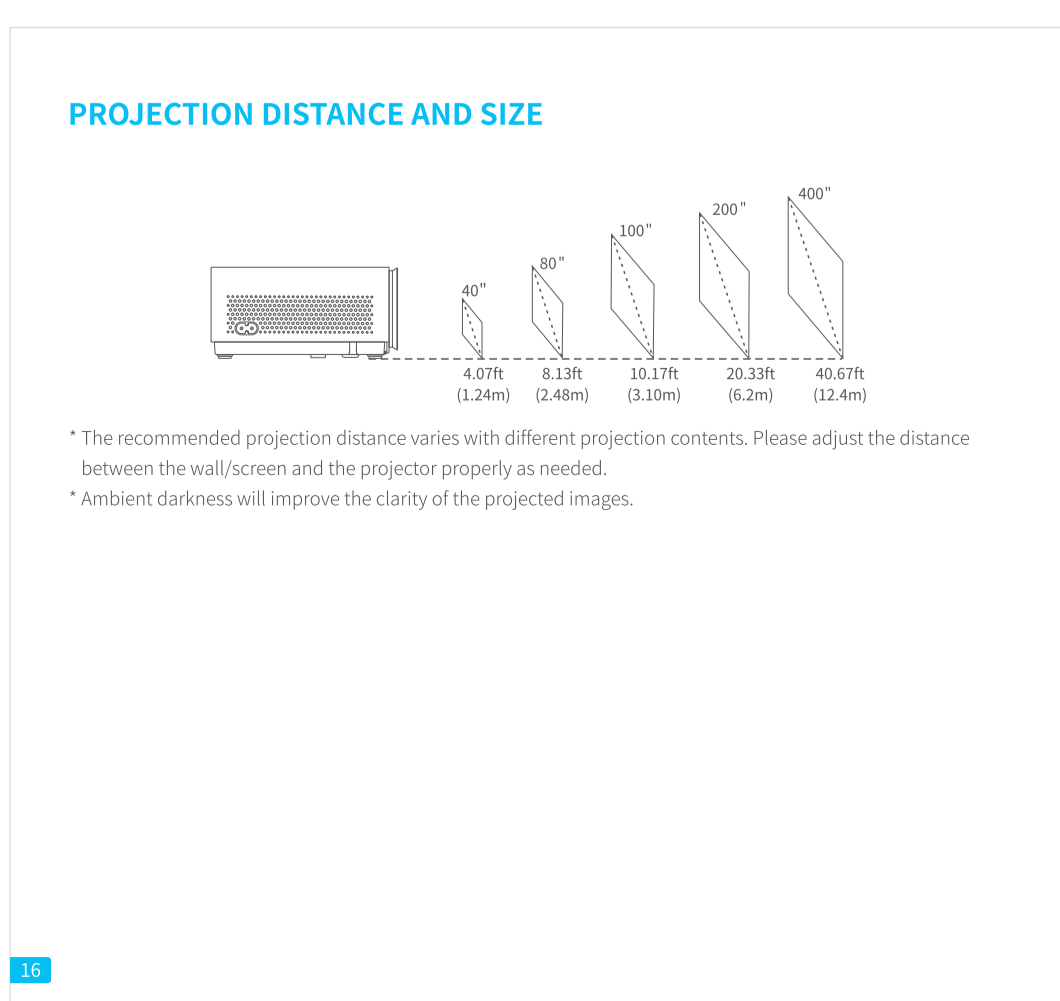 PROJECTION DISTANCE AND SIZE
40"
80"
100"
200"
400"
4.07ft
(1.24m)
8.13ft
(2.48m)
10.17ft
(3.10m)
20.33ft
(6.2m)
40.67ft
(12.4m)
* The recommended projection distance varies with different projection contents. Please adjust the distance
between the wall/screen and the projector properly as needed.
* Ambient darkness will improve the clarity of the projected images.
16